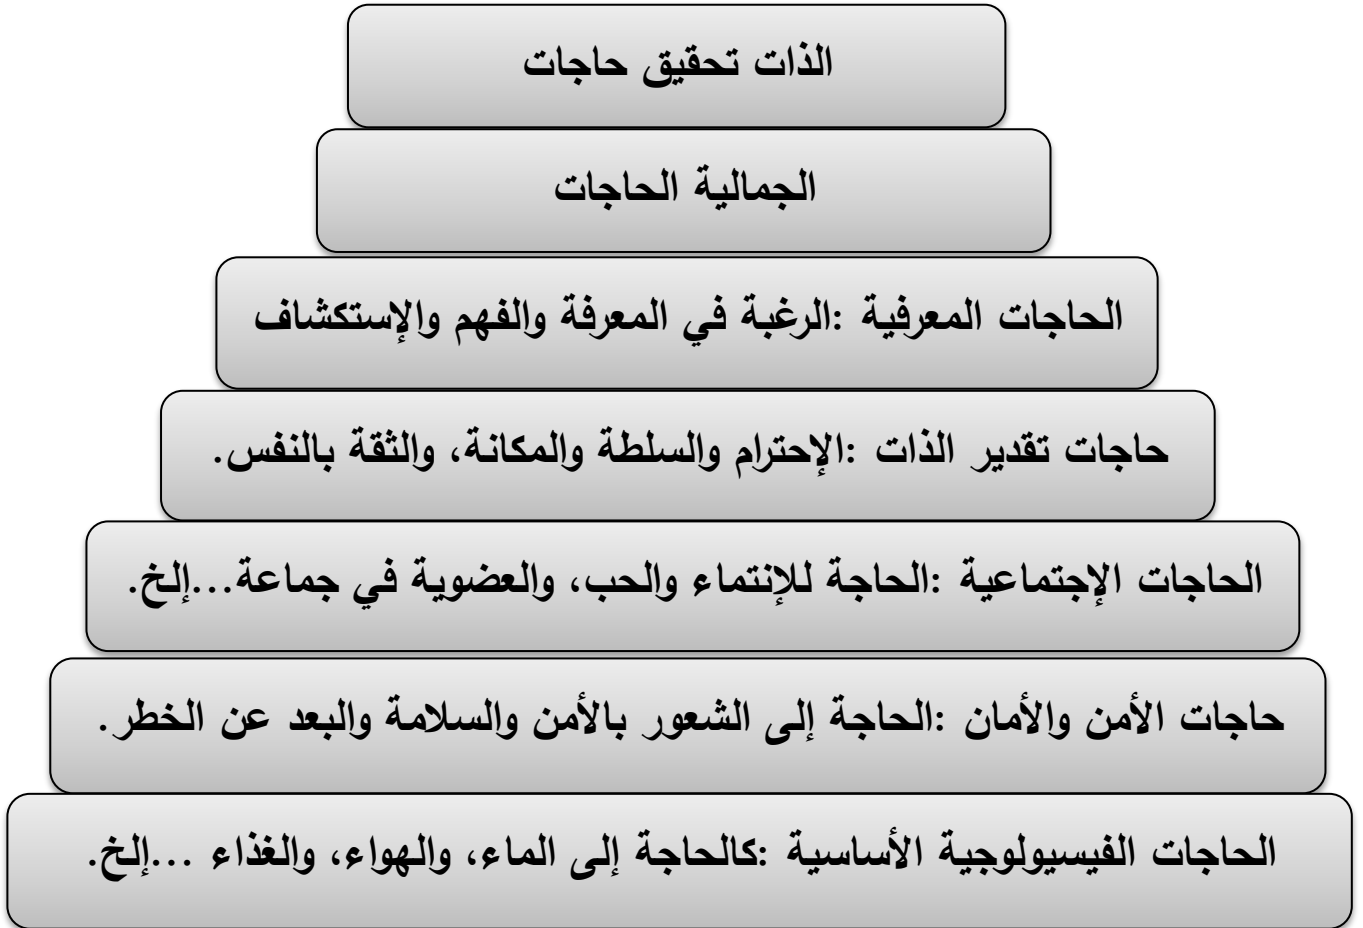 الذات تحقيق حاجات
الجمالية الحاجات
الحاجات المعرفية :الرغبة في المعرفة والفهم والإستكشاف
حاجات تقدير الذات :الإحترام والسلطة والمكانة، والثقة بالنفس.
الحاجات الإجتماعية :الحاجة للإنتماء والحب، والعضوية في جماعة...إلخ.
حاجات الأمن والأمان :الحاجة إلى الشعور بالأمن والسلامة والبعد عن الخطر.
الحاجات الفيسيولوجية الأساسية :كالحاجة إلى الماء، والهواء، والغذاء ...إلخ.